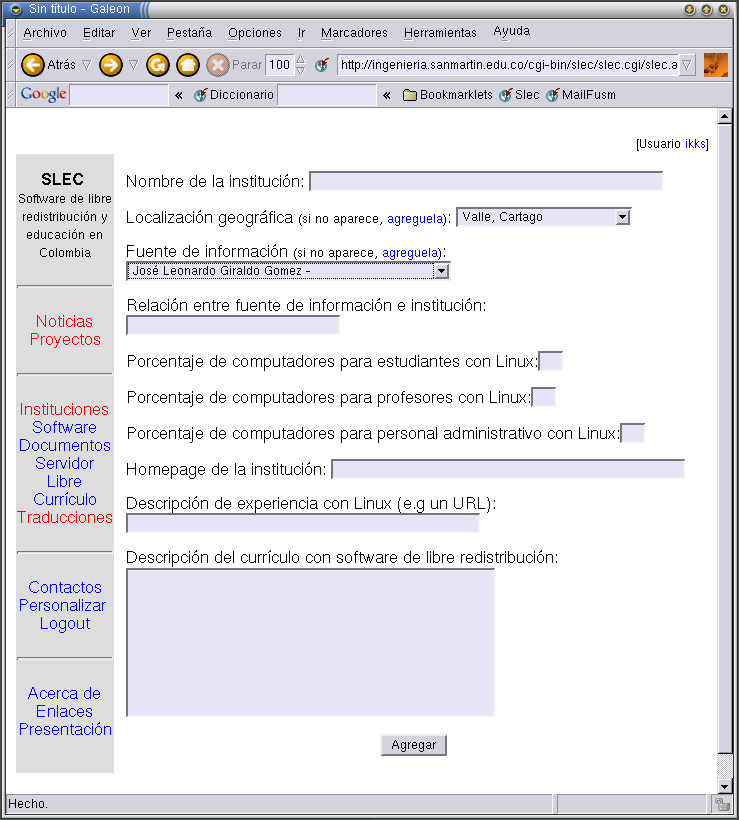 Sin título - Galeon
Archivo Editar Ver Pestaña Opciones Ir Marcadores Herramientas Ayuda
Atrás Parar 100 http://ingenieria.sanmartin.edu.co/cgi-bin/slec/slec.cgi/slec.a
Google « Diccionario « Bookmarklets Slec MailFusm
[Usuario ikks]
SLEC
Software de libre
redistribución y
educación en
Colombia
Noticias
Proyectos
Instituciones
Software
Documentos
Servidor
Libre
Currículo
Traducciones
Contactos
Personalizar
Logout
Acerca de
Enlaces
Presentación
Nombre de la institución:
Localización geográfica (si no aparece, agreguela): Valle, Cartago
Fuente de información (si no aparece, agreguela):
José Leonardo Giraldo Gomez -
Relación entre fuente de información e institución:
Porcentaje de computadores para estudiantes con Linux:
Porcentaje de computadores para profesores con Linux:
Porcentaje de computadores para personal administrativo con Linux:
Homepage de la institución:
Descripción de experiencia con Linux (e.g un URL):
Descripción del currículo con software de libre redistribución:
Agregar
Hecho.